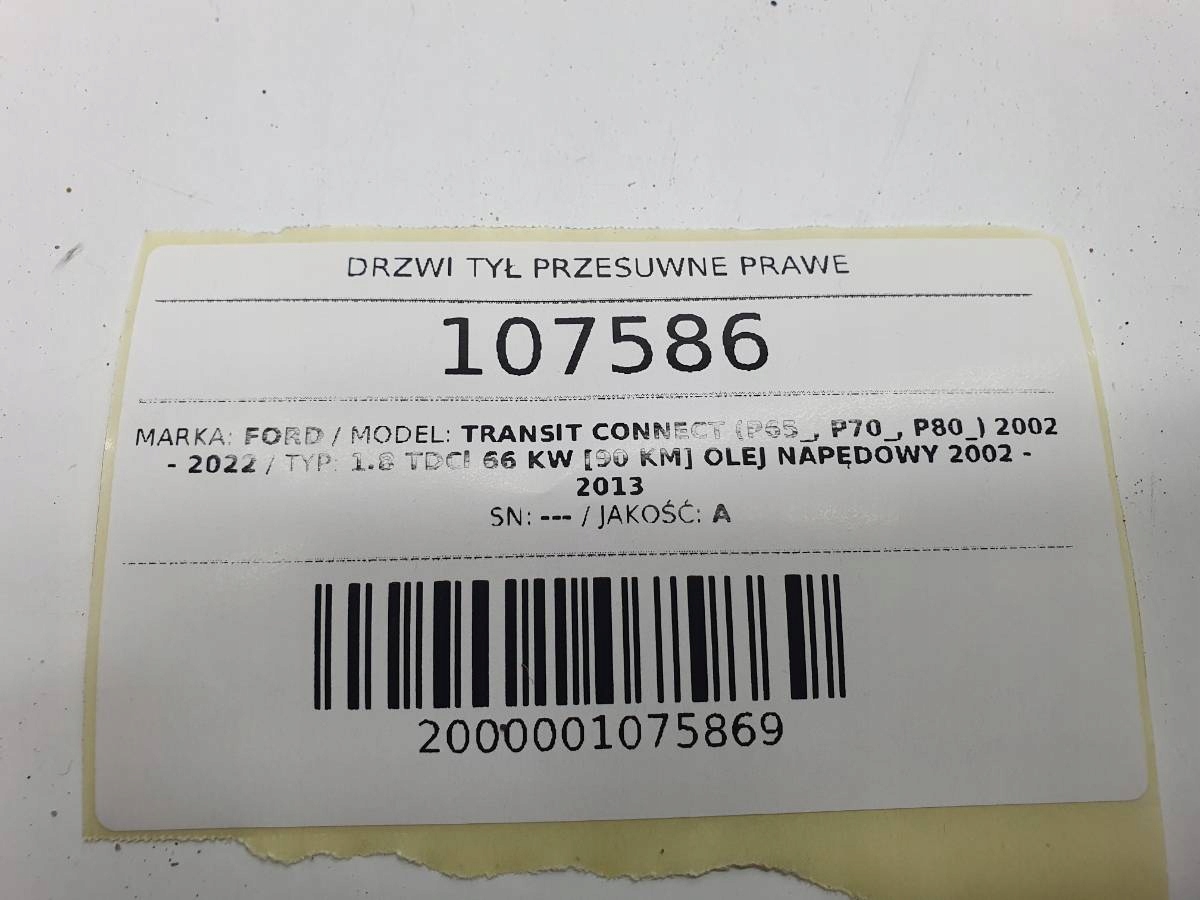 DRZWI TYŁ PRZESUWNE PRAWE
107586
MARKA: FORD / MODEL: TRANSIT CONNECT (P65_, P70_, P80_) 2002
- 2022 / TYP: 1.8 TDCI 66 KW [90 KM] OLEJ NAPĘDOWY 2002 -
2013
SN: --- / JAKOŚĆ: A
2000001075869